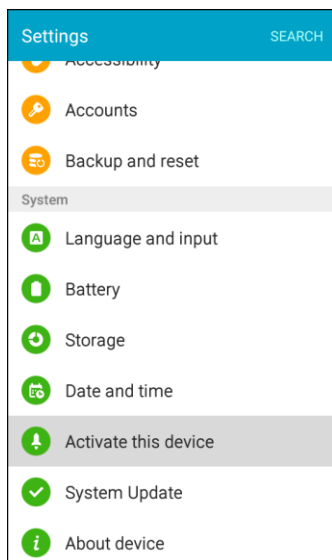 Settings
SEARCH
Accessibility
Accounts
Backup and reset
System
A
Language and input
Battery
Storage
Date and time
Activate this device
System Update
i
About device